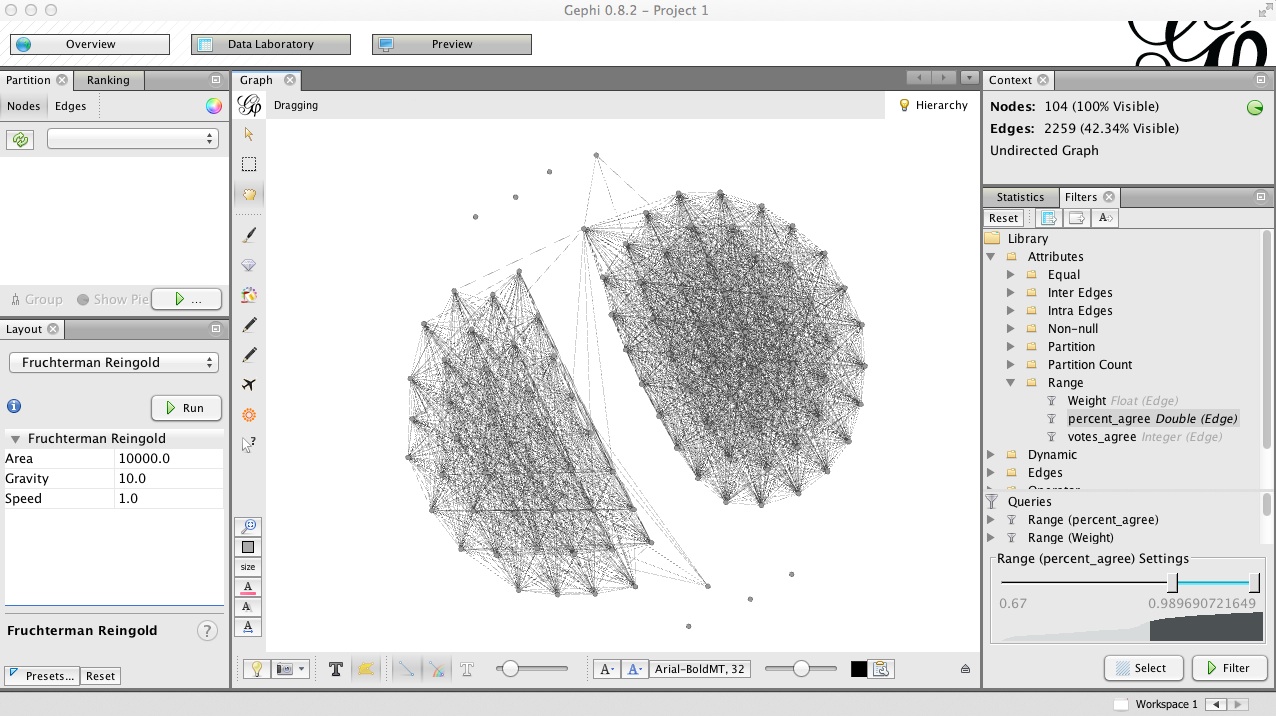 Gephi 0.8.2 – Project 1
Overview
Data Laboratory
Preview
Partition
Ranking
Nodes
Edges
Group
Show Pie
...
Layout
Fruchterman Reingold
Run
Fruchterman Reingold
Area 10000.0
Gravity 10.0
Speed 1.0
Fruchterman Reingold
?
Presets...
Reset
Graph
Dragging
Hierarchy
size
A
A
A
T
T
A
A
Arial-BoldMT, 32
Context
Nodes: 104 (100% Visible)
Edges: 2259 (42.34% Visible)
Undirected Graph
Statistics
Filters
Reset
Library
Attributes
Equal
Inter Edges
Intra Edges
Non-null
Partition
Partition Count
Range
Weight Float (Edge)
percent_agree Double (Edge)
votes_agree Integer (Edge)
Dynamic
Edges
Queries
Range (percent_agree)
Range (Weight)
Range (percent_agree) Settings
0.67 0.989690721649
Select
Filter
Workspace 1